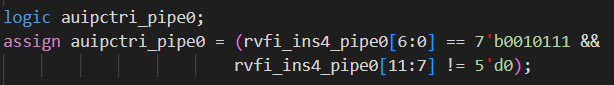 logic auipctri_pipe0;
assign auipctri_pipe0 = (rvfi_ins4_pipe0[6:0] == 7'b0010111 &&
rvfi_ins4_pipe0[11:7] != 5'd0);